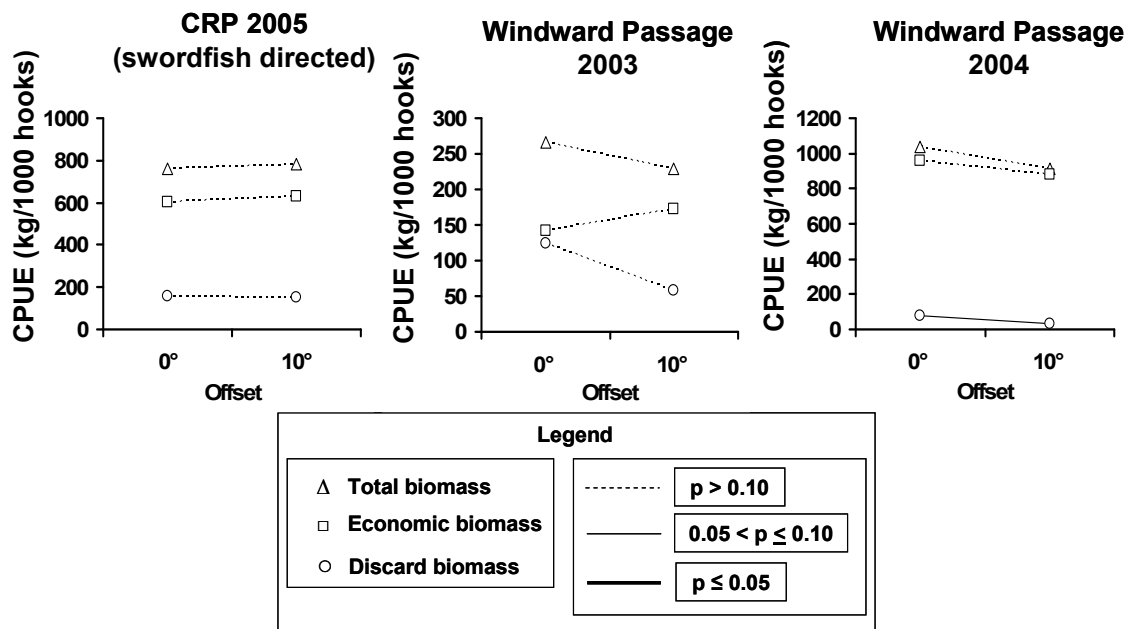 CRP 2005
(swordfish directed)
CPUE (kg/1000 hooks)
1000
800
600
400
200
0
0°
10°
Offset
Windward Passage
2003
CPUE (kg/1000 hooks)
300
250
200
150
100
50
0
0°
10°
Offset
Windward Passage
2004
CPUE (kg/1000 hooks)
1200
1000
800
600
400
200
0
0°
10°
Offset
Legend
Total biomass
Economic biomass
Discard biomass
p > 0.10
0.05 < p ≤ 0.10
p ≤ 0.05